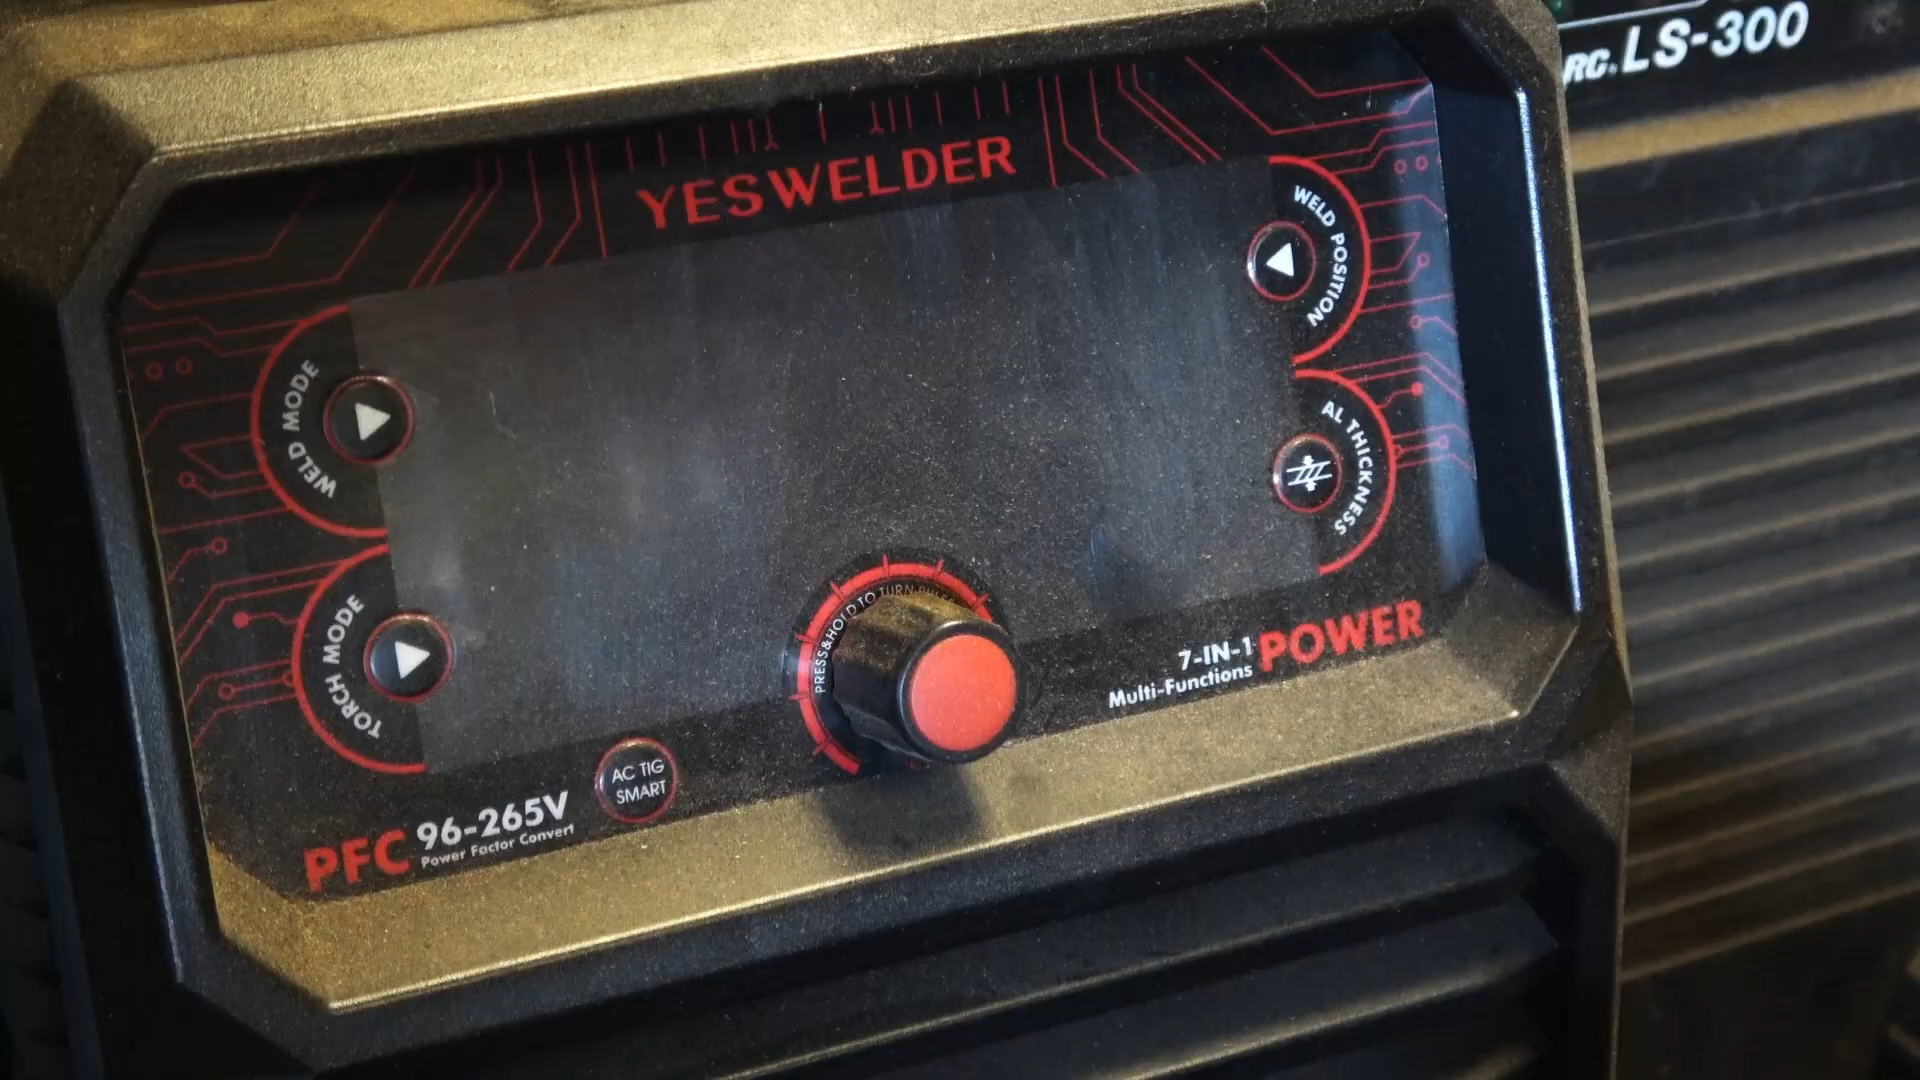 RC. LS-300
YESWELDER
WELD POSITION
WELD MODE
AL THICKNESS
PRESS&HOLD TO TURN PULSE
TORCH MODE
7-IN-1
Multi-Functions
POWER
AC TIG
SMART
PFC
96-265V
Power Factor Convert